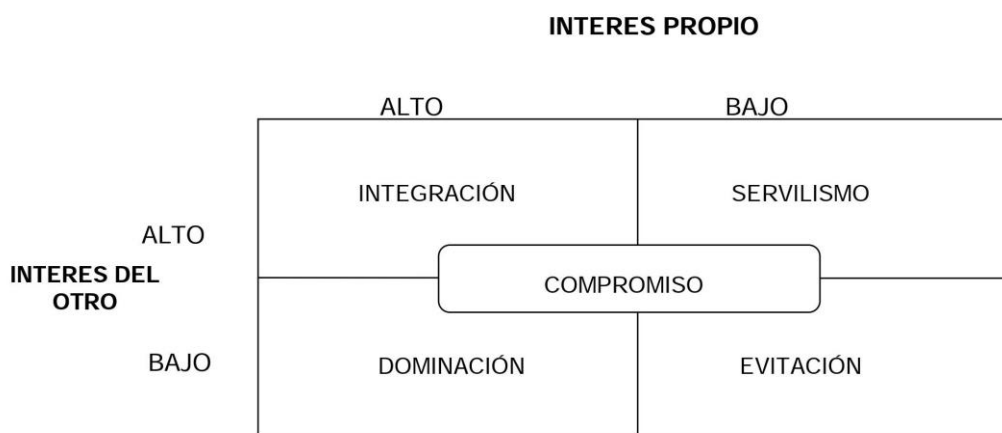 INTERES PROPIO
ALTO BAJO
INTEGRACIÓN SERVILISMO
ALTO
INTERES DEL
OTRO
COMPROMISO
BAJO DOMINACIÓN EVITACIÓN